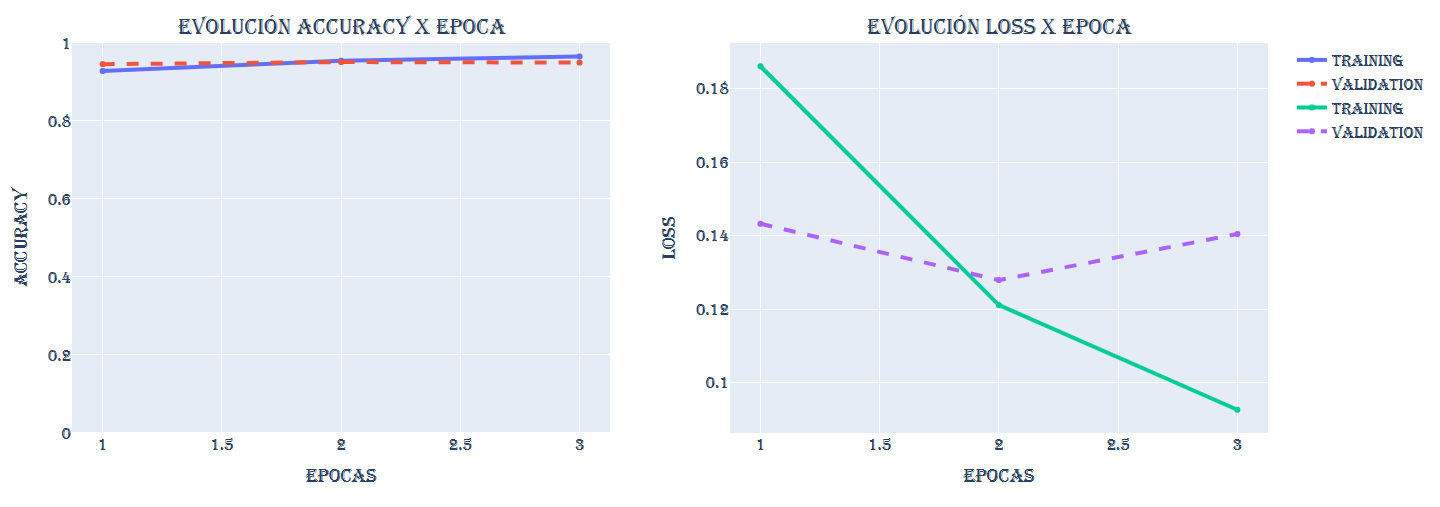 EVOLUCIÓN ACCURACY X EPOCA
1
0.8
0.6
0.4
0.2
0
ACCURACY
1 1.5 2 2.5 3
EPOCAS
EVOLUCIÓN LOSS X EPOCA
0.18
0.16
0.14
0.12
0.1
LOSS
1 1.5 2 2.5 3
EPOCAS
TRAINING
VALIDATION
TRAINING
VALIDATION